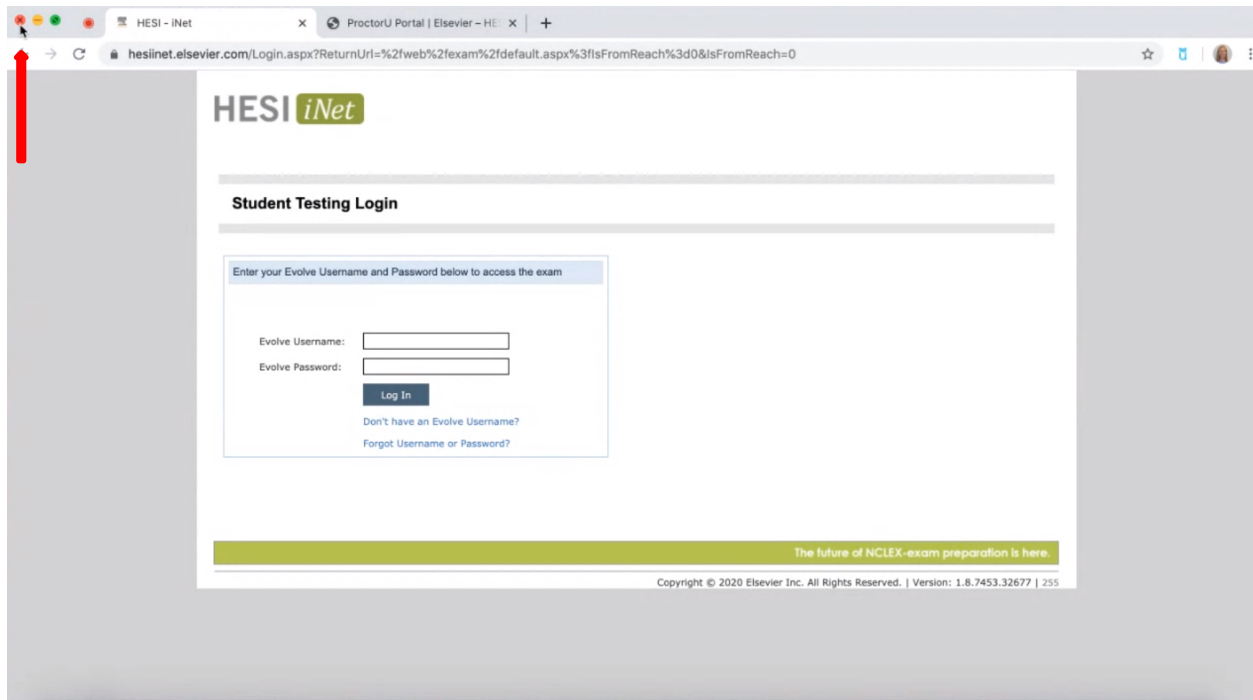 HESI - iNet
ProctorU Portal | Elsevier – HE
hesiinet.elsevier.com/Login.aspx?ReturnUrl=%2fweb%2fexam%2fdefault.aspx%3fIsFromReach%3d0&IsFromReach=0
HESI iNet
Student Testing Login
Enter your Evolve Username and Password below to access the exam
Evolve Username:
Evolve Password:
Log In
Don't have an Evolve Username?
Forgot Username or Password?
The future of NCLEX-exam preparation is here.
Copyright © 2020 Elsevier Inc. All Rights Reserved. | Version: 1.8.7453.32677 | 255